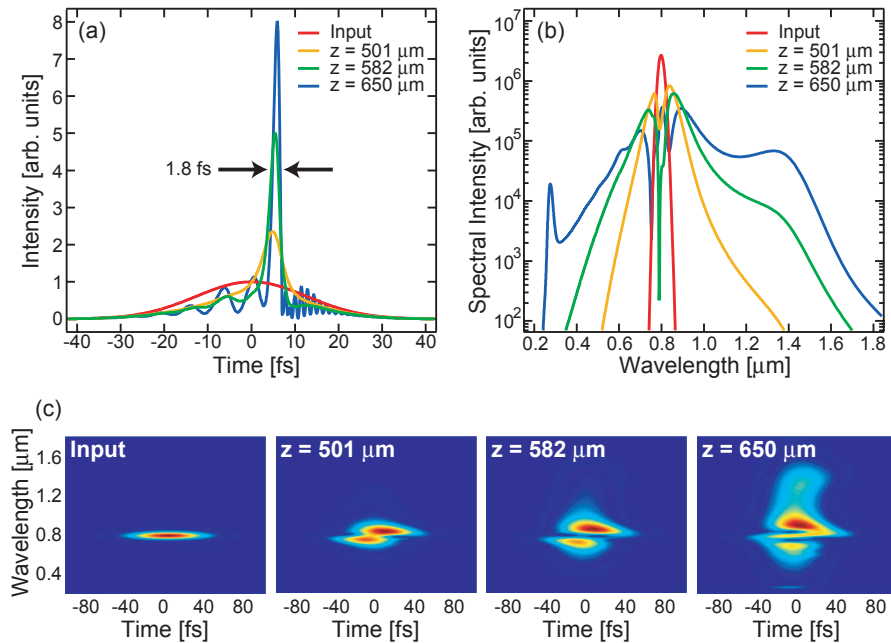 (a)
Input
z = 501 μm
z = 582 μm
z = 650 μm
1.8 fs
Intensity [arb. units]
8
7
6
5
4
3
2
1
0
-40 -30 -20 -10 0 10 20 30 40
Time [fs]
(b)
Input
z = 501 μm
z = 582 μm
z = 650 μm
Spectral Intensity [arb. units]
10^7
10^6
10^5
10^4
10^3
10^2
0.2 0.4 0.6 0.8 1.0 1.2 1.4 1.6 1.8
Wavelength [μm]
(c)
Wavelength [μm]
1.6
1.2
0.8
0.4
Input
z = 501 μm
z = 582 μm
z = 650 μm
-80 -40 0 40 80
-80 -40 0 40 80
-80 -40 0 40 80
-80 -40 0 40 80
Time [fs]
Time [fs]
Time [fs]
Time [fs]